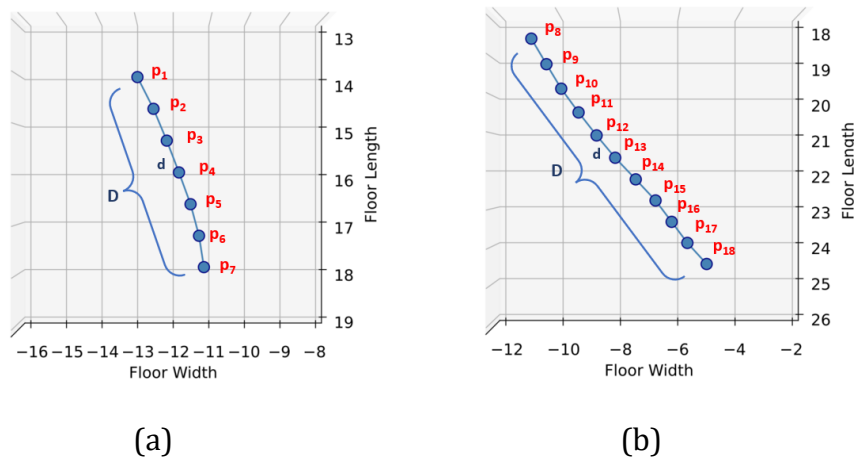 13
p1
14
p2
15
p3
d
p4
16
D
p5
17
p6
p7
18
19
Floor Length
−16 −15 −14 −13 −12 −11 −10 −9 −8
Floor Width
(a)
p8
18
p9
19
p10
20
p11
p12
21
d
p13
p14
22
D
p15
23
p16
p17
24
p18
25
26
Floor Length
−12 −10 −8 −6 −4 −2
Floor Width
(b)